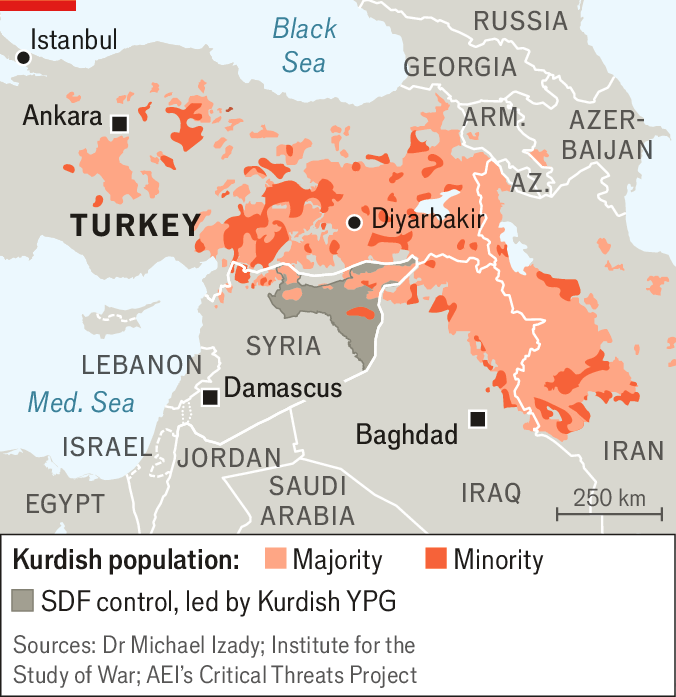 RUSSIA
Black
Sea
Istanbul
GEORGIA
Ankara
ARM.
AZER-
BAIJAN
AZ.
TURKEY
Diyarbakir
SYRIA
LEBANON
Damascus
Med. Sea
Baghdad
ISRAEL
JORDAN
IRAN
SAUDI
ARABIA
IRAQ
EGYPT
250 km
Kurdish population: Majority Minority
SDF control, led by Kurdish YPG
Sources: Dr Michael Izady; Institute for the
Study of War; AEI’s Critical Threats Project